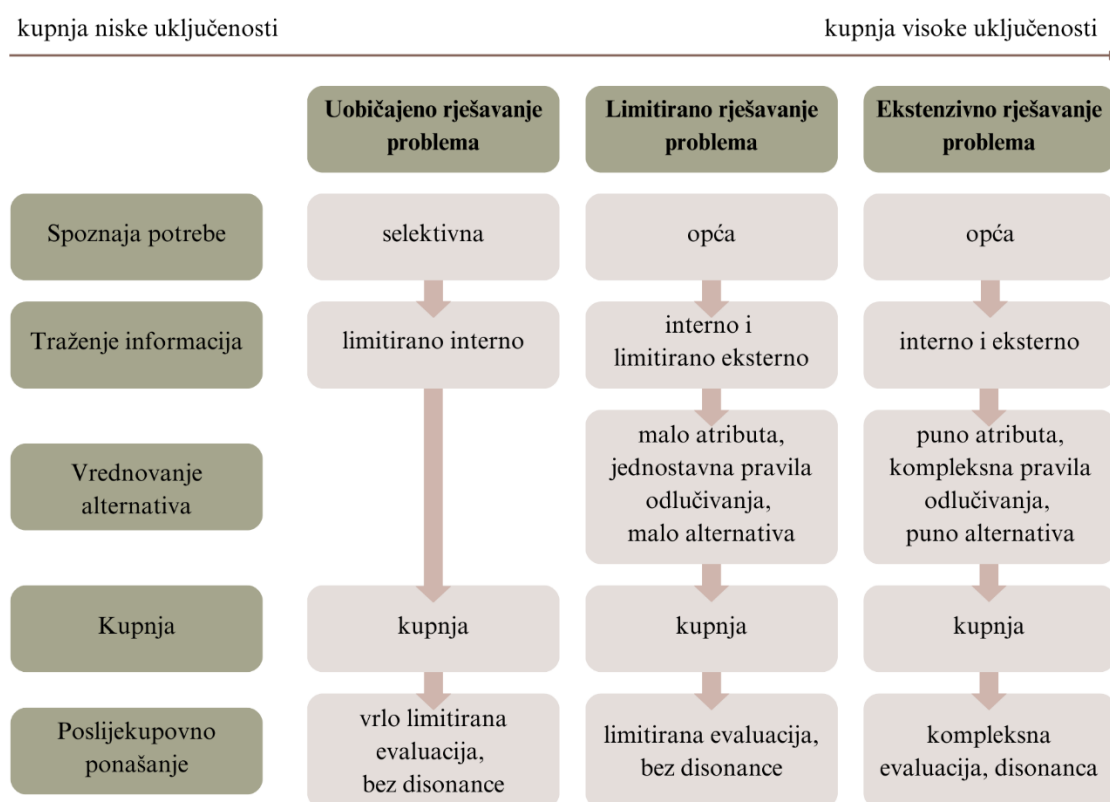 kupnja niske uključenosti
kupnja visoke uključenosti
Uobičajeno rješavanje
problema
Limitirano rješavanje
problema
Ekstenzivno rješavanje
problema
Spoznaja potrebe
selektivna
opća
opća
Traženje informacija
limitirano interno
interno i
limitirano eksterno
interno i eksterno
Vrednovanje
alternativa
malo atributa,
jednostavna pravila
odlučivanja,
malo alternativa
puno atributa,
kompleksna pravila
odlučivanja,
puno alternativa
Kupnja
kupnja
kupnja
kupnja
Poslijekupovno
ponašanje
vrlo limitirana
evaluacija,
bez disonance
limitirana evaluacija,
bez disonance
kompleksna
evaluacija, disonanca